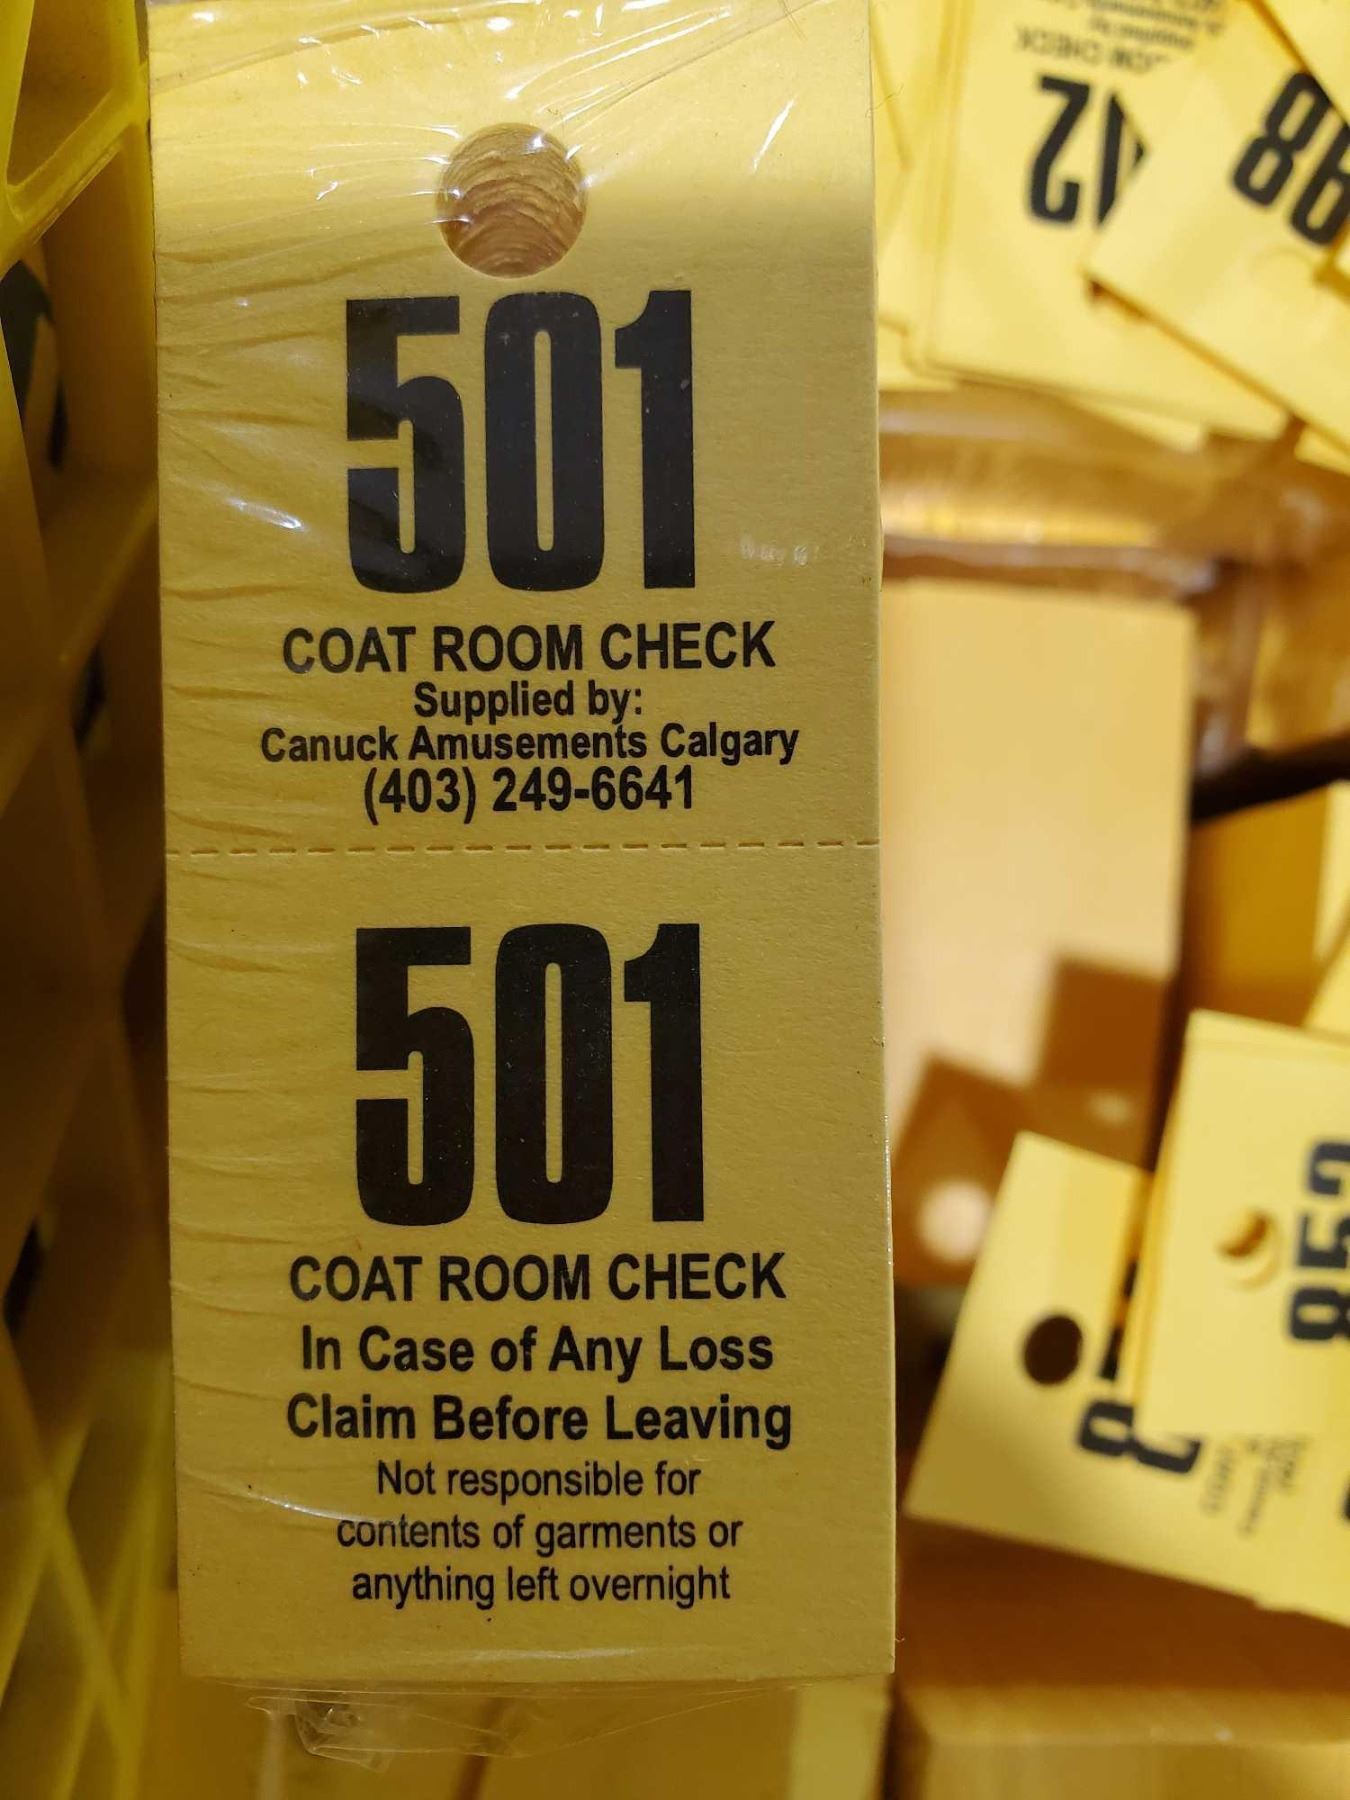 501
COAT ROOM CHECK
Supplied by:
Canuck Amusements Calgary
(403) 249-6641
501
COAT ROOM CHECK
In Case of Any Loss
Claim Before Leaving
Not responsible for
contents of garments or
anything left overnight
853